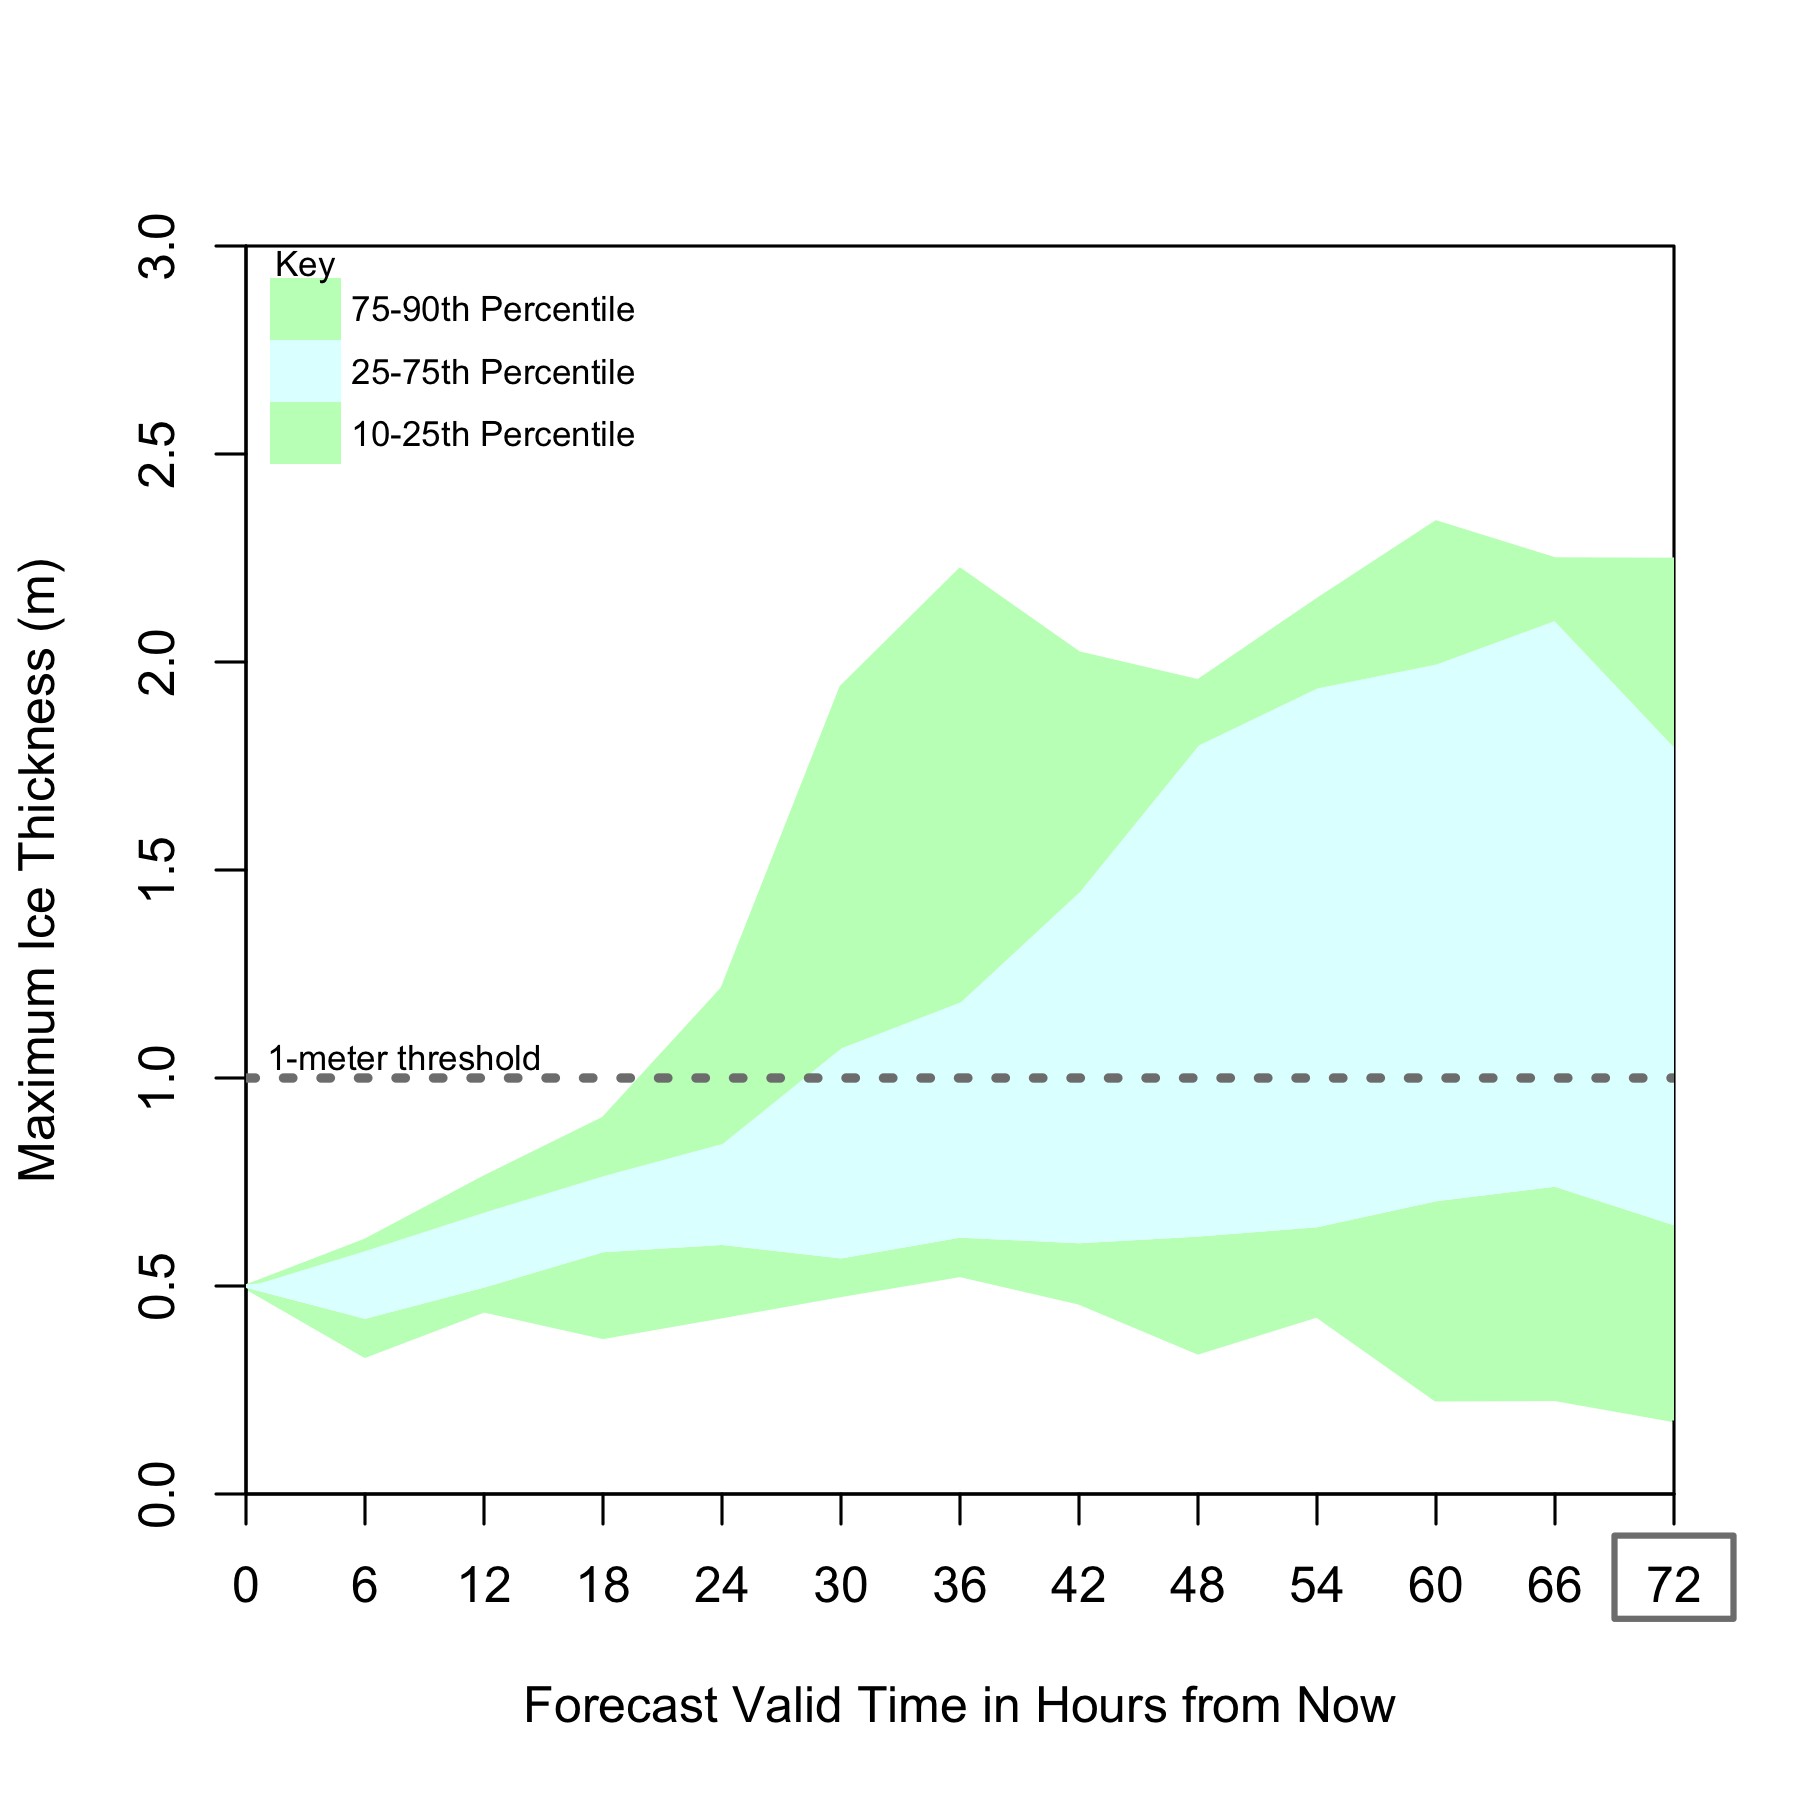 Key
75-90th Percentile
25-75th Percentile
10-25th Percentile
1-meter threshold
Maximum Ice Thickness (m)
3.0
2.5
2.0
1.5
1.0
0.5
0.0
0 6 12 18 24 30 36 42 48 54 60 66 72
Forecast Valid Time in Hours from Now